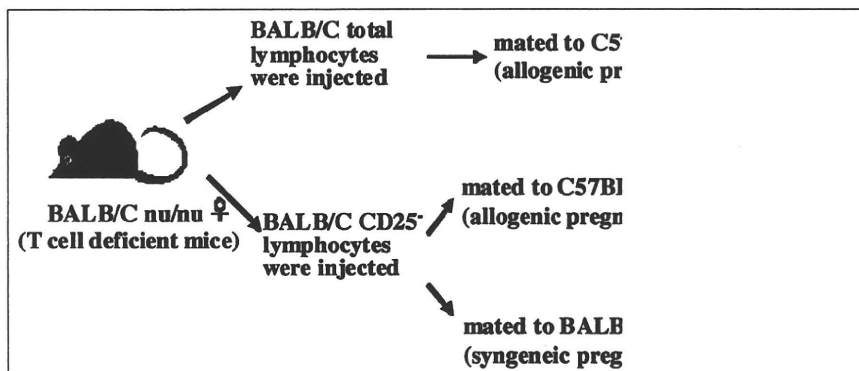 BALB/C total
lymphocytes
were injected
mated to C5
(allogenic pr
BALB/C nu/nu ♀
(T cell deficient mice)
BALB/C CD25⁻
lymphocytes
were injected
mated to C57B
(allogenic pregn
mated to BALB
(syngeneic preg